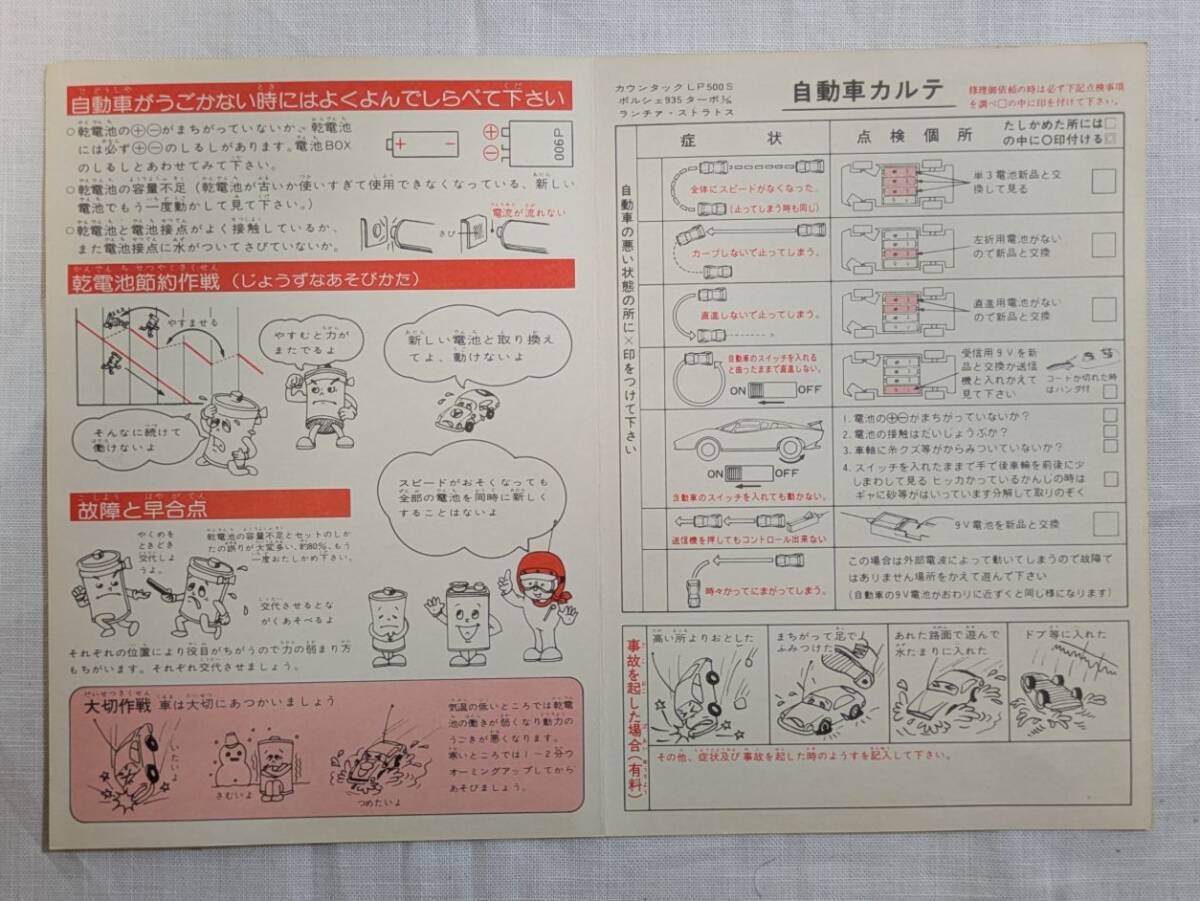 自動車がうごかない時にはよくよんでしらべて下さい
○乾電池の⊕⊖がまちがっていないか、乾電池
には必ず⊕⊖のしるしがあります。電池BOX
のしるしとあわせてみて下さい。
006P
○乾電池の容量不足（乾電池が古いか使いすぎて使用できなくなっている、新しい
電池でもう一度動かして見て下さい。）
○乾電池と電池接点がよく接触しているか、
また電池接点に水がついてさびていないか。
さび
電流が流れない
乾電池節約作戦（じょうずなあそびかた）
やすませる
やすむと力が
またでるよ
新しい電池と取り換え
てよ、動けないよ
そんなに続けて
働けないよ
スピードがおそくなっても
全部の電池を同時に新しく
することはないよ
故障と早合点
やくめを
ときどき
交代しよ
うよ。
乾電池の容量不足とセットのしか
たの誤りが大変多い、約80%、もう
一度おたしかめ下さい。
交代させるとな
がくあそべるよ
それぞれの位置により役目がちがうので力の弱まり方
もちがいます。それぞれ交代させましょう。
大切作戦 車は大切にあつかいましょう
いたいよ
さむいよ
つめたいよ
気温の低いところでは乾電
池の働きが弱くなり動力の
うごきが悪くなります。
寒いところでは1～2分ウ
オーミングアップしてから
あそびましょう。
カウンタックLP500S
ポルシェ935ターボ
ランチァ・ストラトス
自動車カルテ
修理御依頼の時は必ず下記点検事項
を調べ□の中に印を付けて下さい。
自動車の悪い状態の所に×印をつけて下さい
症状
点検個所
たしかめた所には□
の中に○印付ける
全体にスピードがなくなった。
(止ってしまう時も同じ)
単3電池新品と交
換して見る
カーブしないで止ってしまう。
左折用電池がない
ので新品と交換
直進しないで止ってしまう。
直進用電池がない
ので新品と交換
自動車のスイッチを入れる
と曲ったままで直進しない。
ON OFF
受信用9Vを新
品と交換か送信
機と入れかえて
見て下さい
コートが切れた時
はハンダ付
ON OFF
自動車のスイッチを入れても動かない。
1. 電池の⊕⊖がまちがっていないか？
2. 電池の接触はだいじょうぶか？
3. 車軸に糸クズ等がからみついていないか？
4. スイッチを入れたままで手で後車輪を前後に少
しまわして見る ヒッカかっているかんじの時は
ギャに砂等がはいっています分解して取りのぞく
送信機を押してもコントロール出来ない
9V電池を新品と交換
時々かってにまがってしまう。
この場合は外部電波によって動いてしまうので故障で
はありません場所をかえて遊んで下さい
(自動車の9V電池がおわりに近ずくと同じ様になります)
事故を起した場合(有料)
高い所よりおとした
まちがって足で
ふみつけた
あれた路面で遊んで
水たまりに入れた
ドブ等に入れた
その他、症状及び事故を起した時のようすを記入して下さい。